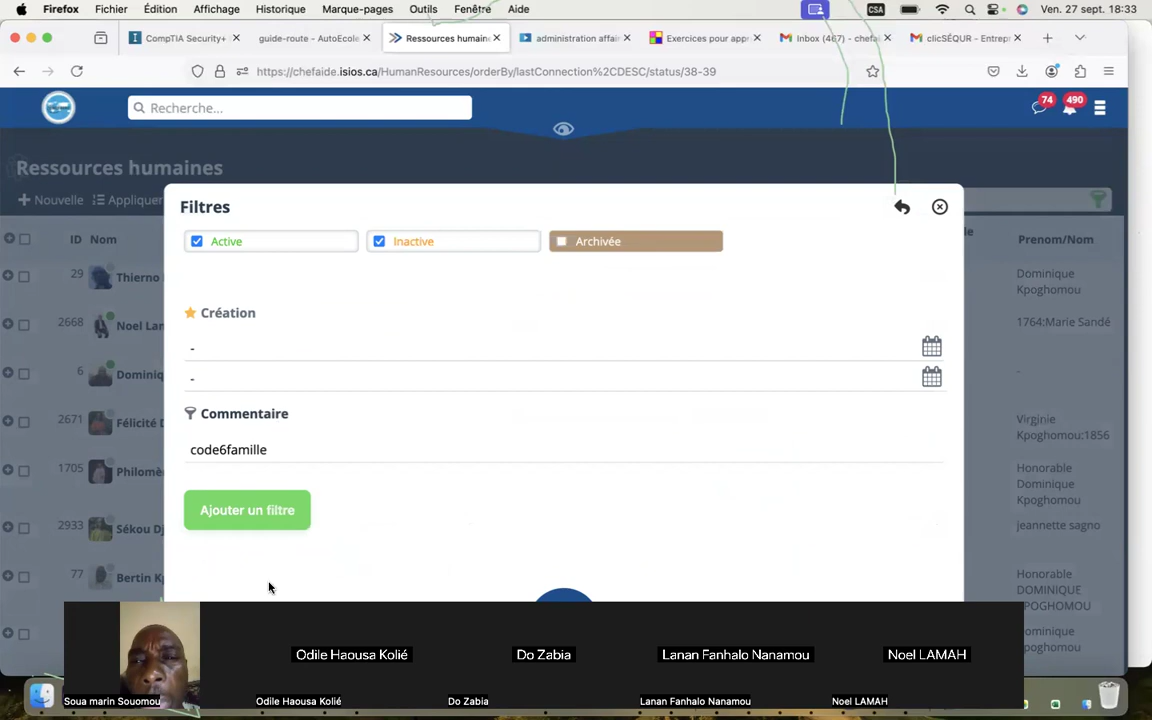 Firefox Fichier Édition Affichage Historique Marque-pages Outils Fenêtre Aide CSA Ven. 27 sept. 18:33
CompTIA Security+ guide-route – AutoEcole Ressources humaine administration affai Exercices pour appr Inbox (467) – chefai clicSÉQUR – Entrepr
https://chefaide.isios.ca/HumanResources/orderBy/lastConnection%2CDESC/status/38-39
Recherche... 74 490
Ressources humaines
Nouvelle Appliquer
Filtres
Active Inactive Archivée
ID Nom Prenom/Nom
29 Thierno Dominique
Kpoghomou
Création
2668 Noel Lan 1764:Marie Sandé
-
6 Dominiq -
-
Commentaire
2671 Félicité D Virginie
Kpoghomou:1856
code6famille
1705 Philomè Honorable
Dominique
Kpoghomou
Ajouter un filtre
2933 Sékou Dj jeannette sagno
77 Bertin K Honorable
DOMINIQUE
KPOGHOMOU
Dominique
kpoghomou
Odile Haousa Kolié Do Zabia Lanan Fanhalo Nanamou Noel LAMAH
Soua marin Souomou Odile Haousa Kolié Do Zabia Lanan Fanhalo Nanamou Noel LAMAH